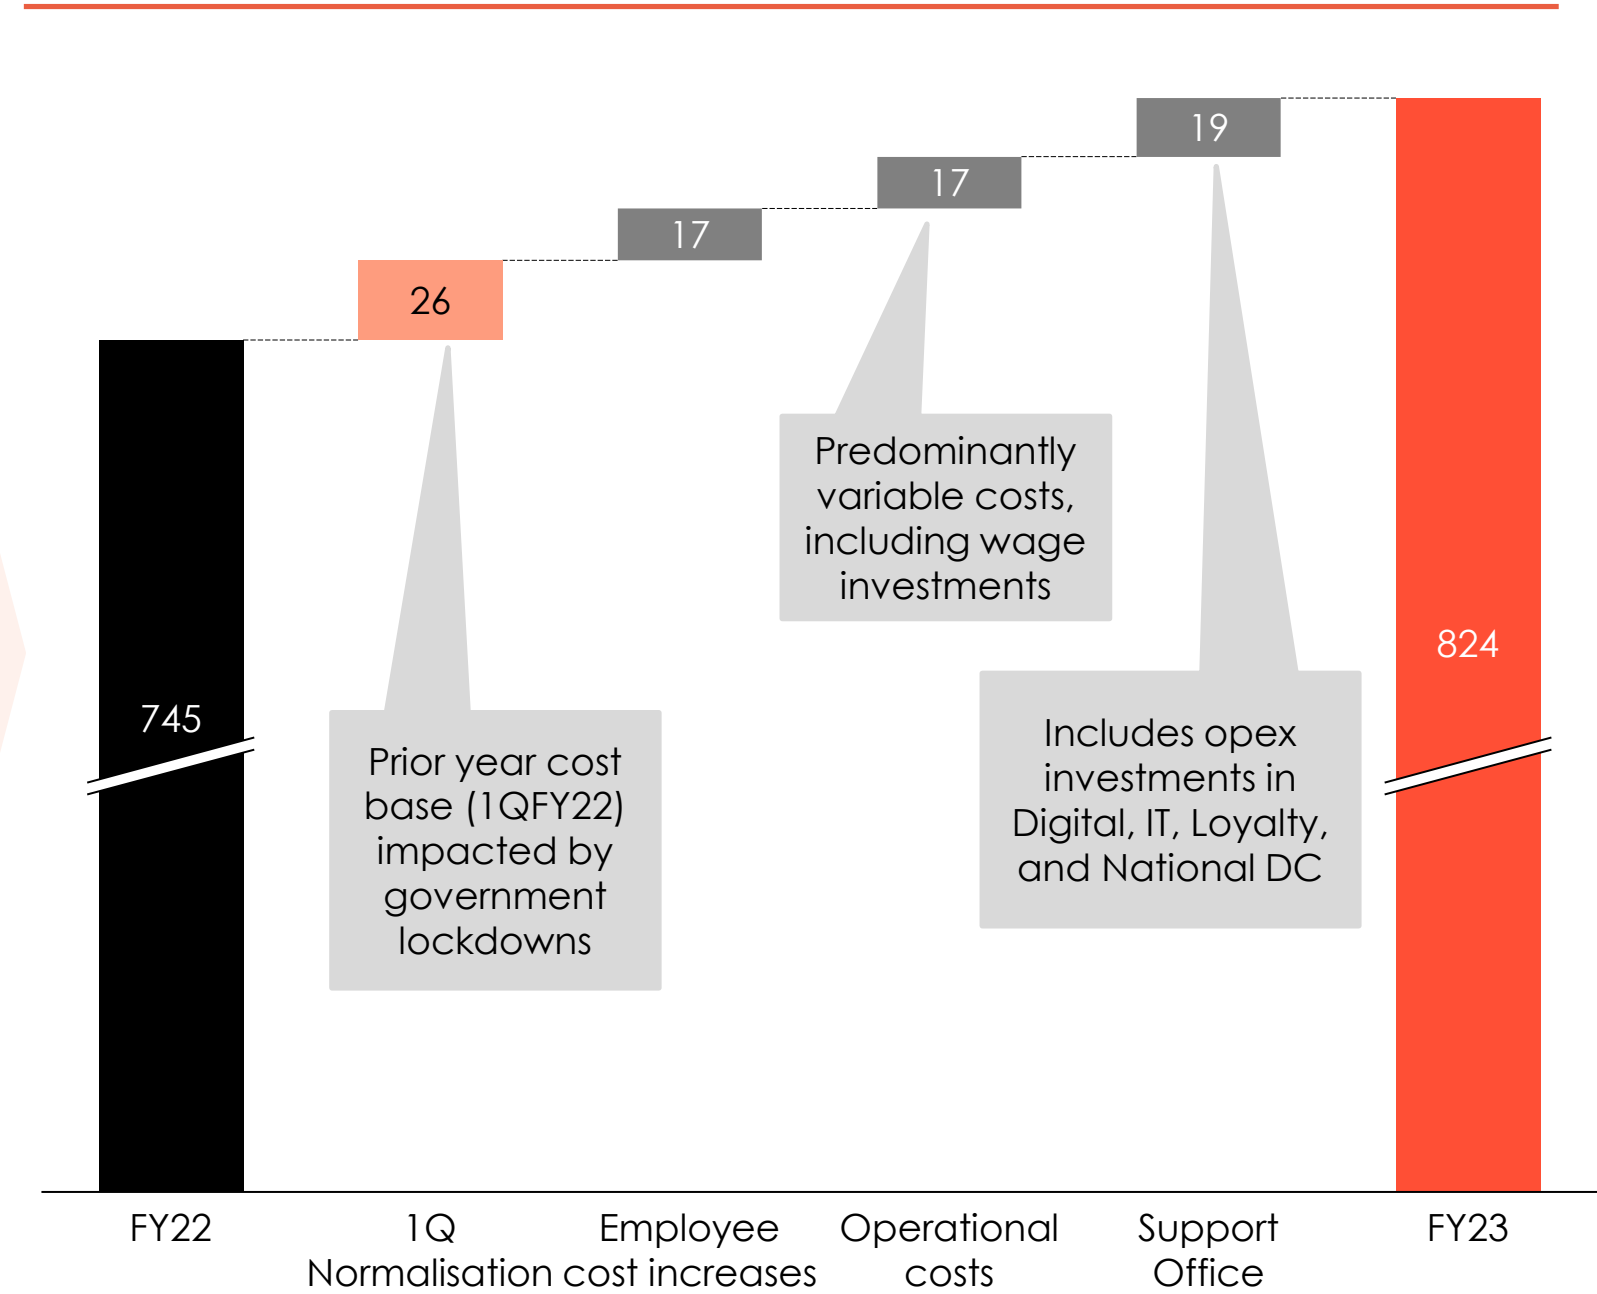 19
17
17
26
Predominantly
variable costs,
including wage
investments
824
745
Prior year cost
base (1QFY22)
impacted by
government
lockdowns
Includes opex
investments in
Digital, IT, Loyalty,
and National DC
FY22
1Q
Normalisation
Employee
cost increases
Operational
costs
Support
Office
FY23